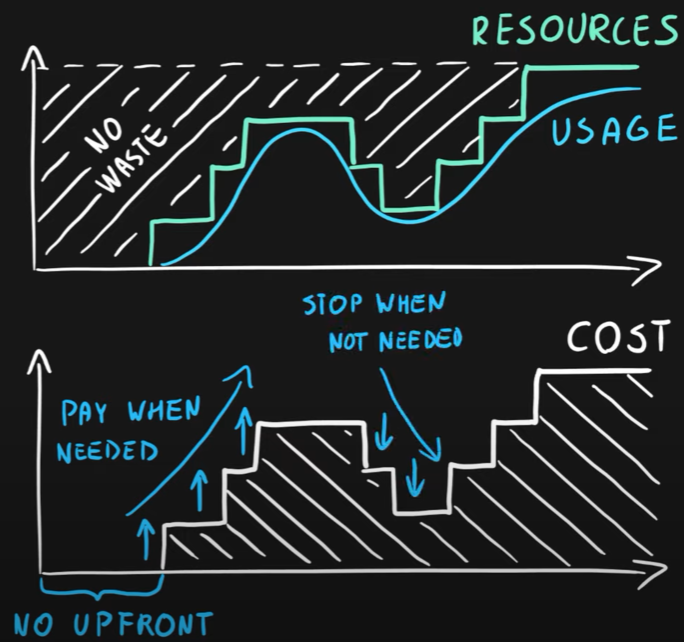 RESOURCES
USAGE
NO
WASTE
STOP WHEN
NOT NEEDED
COST
PAY WHEN
NEEDED
NO UPFRONT